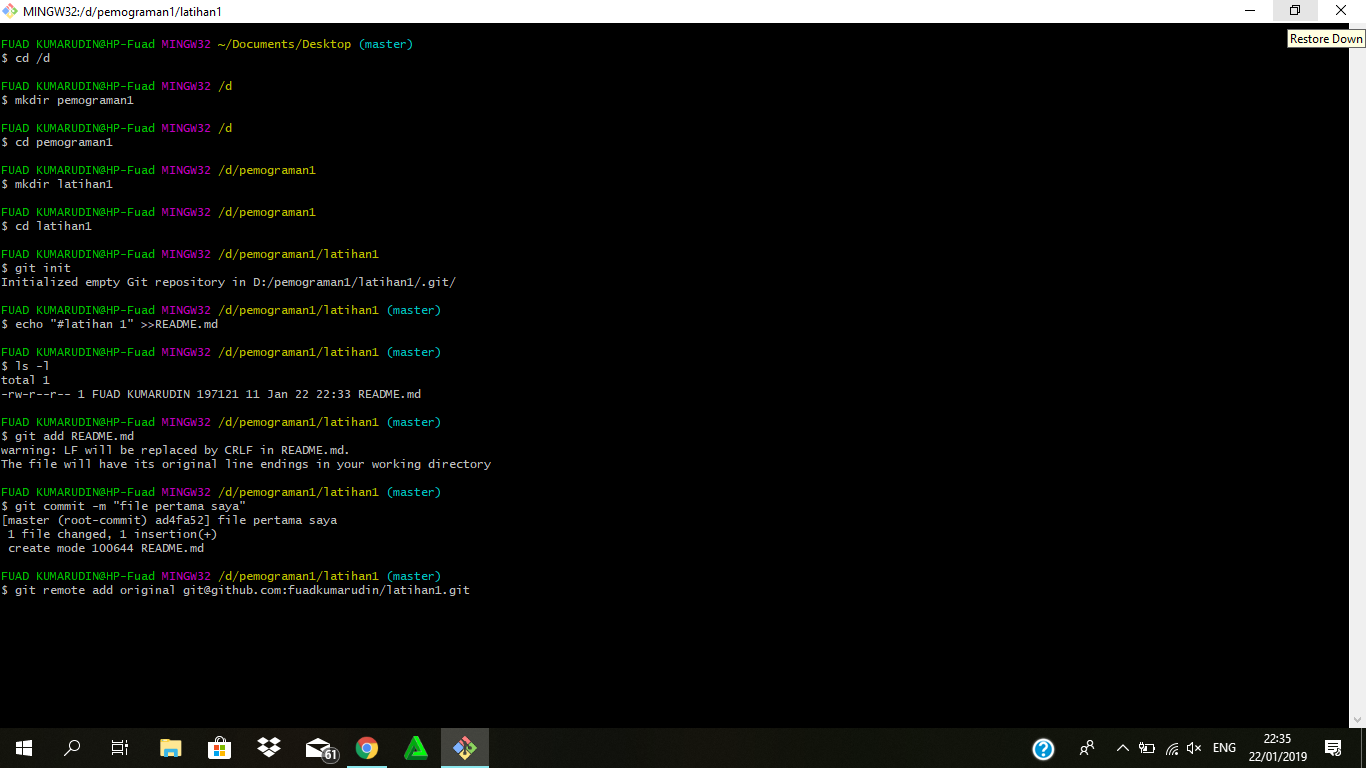 MINGW32:/d/pemograman1/latihan1
Restore Down
FUAD KUMARUDIN@HP-Fuad MINGW32 ~/Documents/Desktop (master)
$ cd /d
FUAD KUMARUDIN@HP-Fuad MINGW32 /d
$ mkdir pemograman1
FUAD KUMARUDIN@HP-Fuad MINGW32 /d
$ cd pemograman1
FUAD KUMARUDIN@HP-Fuad MINGW32 /d/pemograman1
$ mkdir latihan1
FUAD KUMARUDIN@HP-Fuad MINGW32 /d/pemograman1
$ cd latihan1
FUAD KUMARUDIN@HP-Fuad MINGW32 /d/pemograman1/latihan1
$ git init
Initialized empty Git repository in D:/pemograman1/latihan1/.git/
FUAD KUMARUDIN@HP-Fuad MINGW32 /d/pemograman1/latihan1 (master)
$ echo "#latihan 1" >>README.md
FUAD KUMARUDIN@HP-Fuad MINGW32 /d/pemograman1/latihan1 (master)
$ ls -l
total 1
-rw-r--r-- 1 FUAD KUMARUDIN 197121 11 Jan 22 22:33 README.md
FUAD KUMARUDIN@HP-Fuad MINGW32 /d/pemograman1/latihan1 (master)
$ git add README.md
warning: LF will be replaced by CRLF in README.md.
The file will have its original line endings in your working directory
FUAD KUMARUDIN@HP-Fuad MINGW32 /d/pemograman1/latihan1 (master)
$ git commit -m "file pertama saya"
[master (root-commit) ad4fa52] file pertama saya
 1 file changed, 1 insertion(+)
 create mode 100644 README.md
FUAD KUMARUDIN@HP-Fuad MINGW32 /d/pemograman1/latihan1 (master)
$ git remote add original git@github.com:fuadkumarudin/latihan1.git
61
ENG
22:35
22/01/2019